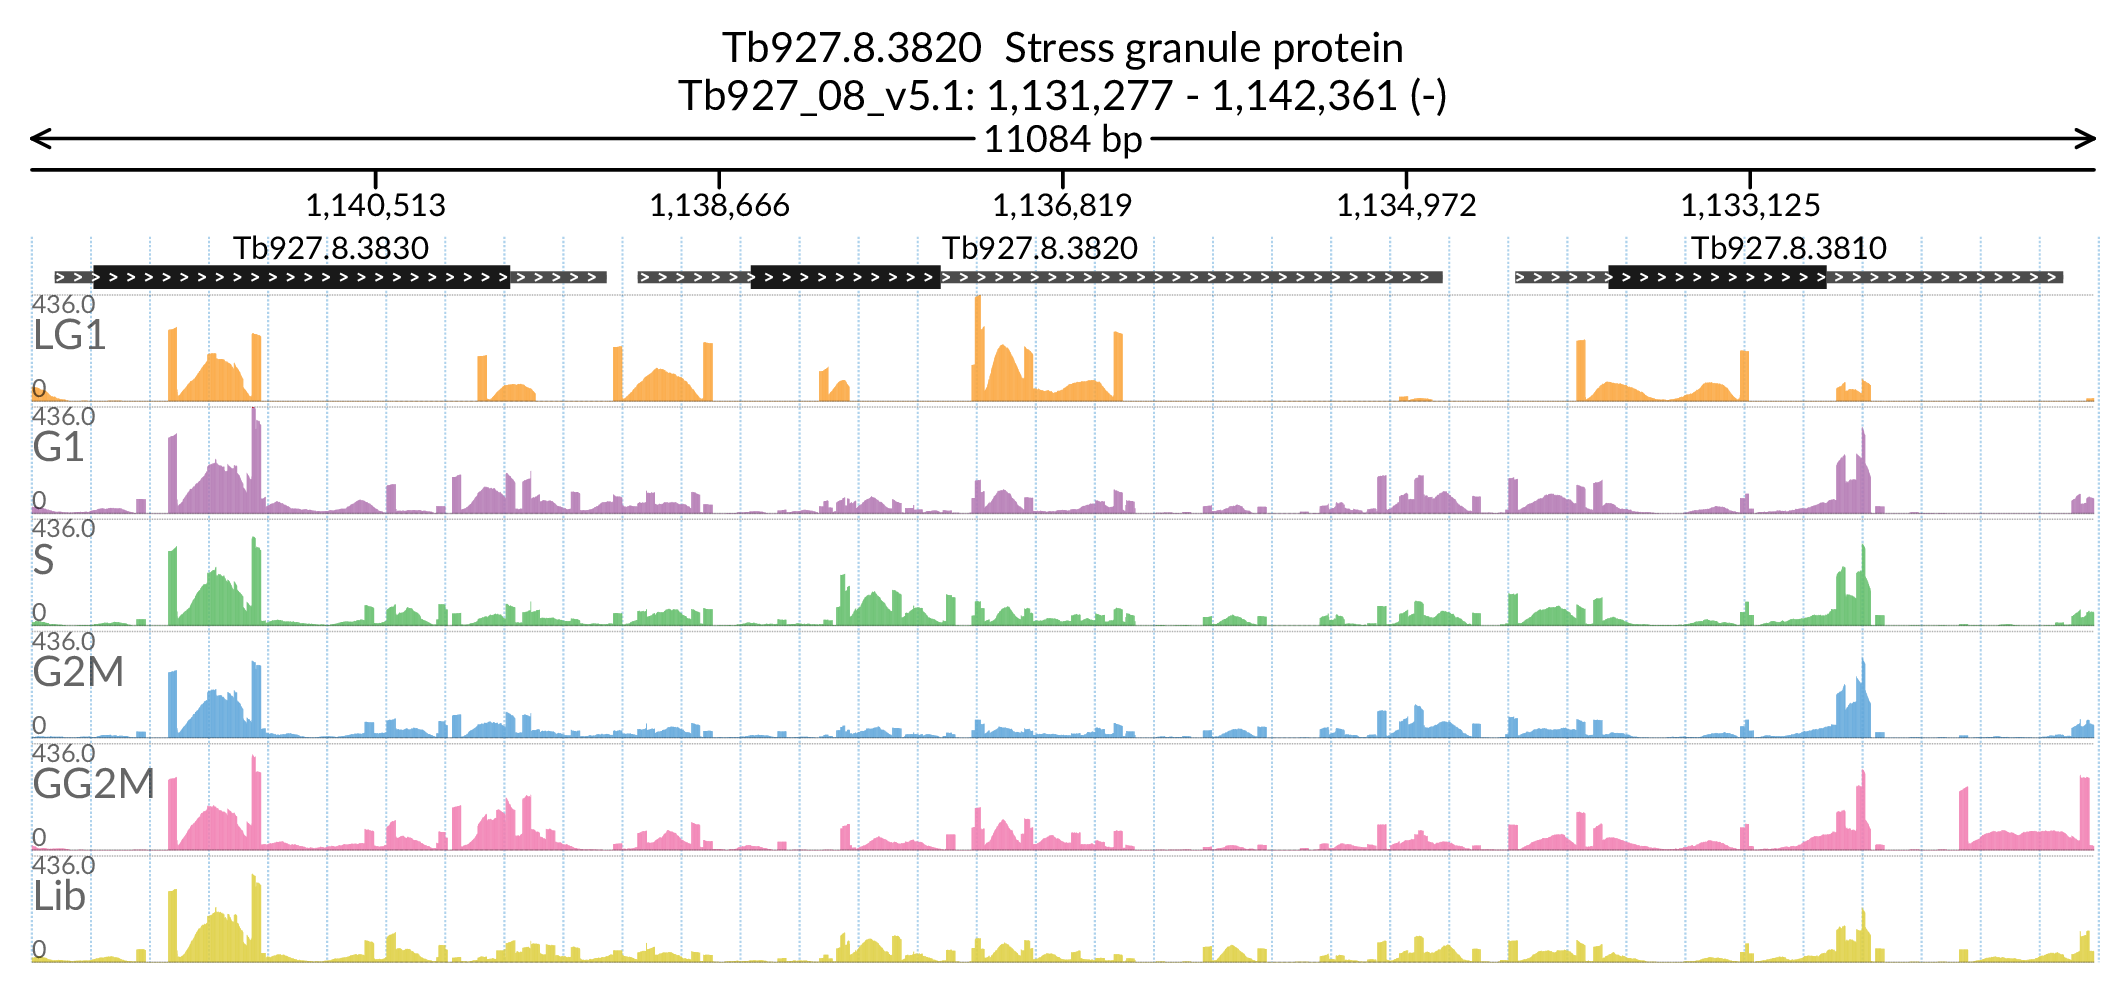 Tb927.8.3820 Stress granule protein
Tb927_08_v5.1: 1,131,277 - 1,142,361 (-)
11084 bp
1,140,513 1,138,666 1,136,819 1,134,972 1,133,125
Tb927.8.3830 Tb927.8.3820 Tb927.8.3810
436.0
LG1
0
436.0
G1
0
436.0
S
0
436.0
G2M
0
436.0
GG2M
0
436.0
Lib
0